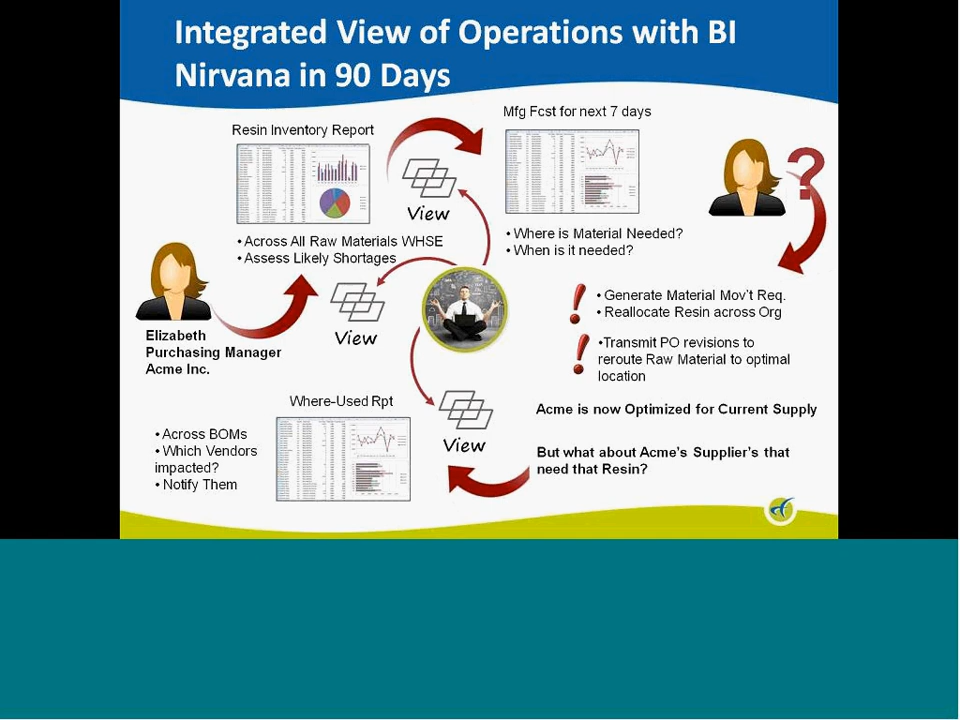 Integrated View of Operations with BI
Nirvana in 90 Days
Resin Inventory Report
Mfg Fcst for next 7 days
View
?
• Across All Raw Materials WHSE
• Assess Likely Shortages
• Where is Material Needed?
• When is it needed?
Elizabeth
Purchasing Manager
Acme Inc.
View
! • Generate Material Mov't Req.
• Reallocate Resin across Org
! •Transmit PO revisions to
reroute Raw Material to optimal
location
Where-Used Rpt
• Across BOMs
• Which Vendors
impacted?
• Notify Them
View
Acme is now Optimized for Current Supply
But what about Acme's Supplier's that
need that Resin?